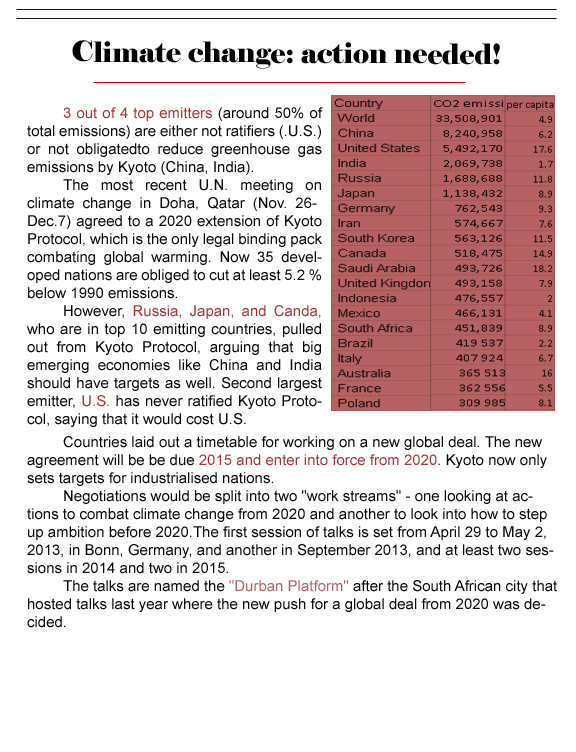 Climate change: action needed!
3 out of 4 top emitters (around 50% of
total emissions) are either not ratifiers (.U.S.)
or not obligatedto reduce greenhouse gas
emissions by Kyoto (China, India).
The most recent U.N. meeting on
climate change in Doha, Qatar (Nov. 26-
Dec.7) agreed to a 2020 extension of Kyoto
Protocol, which is the only legal binding pack
combating global warming. Now 35 devel-
oped nations are obliged to cut at least 5.2 %
below 1990 emissions.
However, Russia, Japan, and Canda,
who are in top 10 emitting countries, pulled
out from Kyoto Protocol, arguing that big
emerging economies like China and India
should have targets as well. Second largest
emitter, U.S. has never ratified Kyoto Proto-
col, saying that it would cost U.S.
Country CO2 emissi per capita
World 33,508,901 4.9
China 8,240,958 6.2
United States 5,492,170 17.6
India 2,069,738 1.7
Russia 1,688,688 11.8
Japan 1,138,432 8.9
Germany 762,543 9.3
Iran 574,667 7.6
South Korea 563,126 11.5
Canada 518,475 14.9
Saudi Arabia 493,726 18.2
United Kingdon 493,158 7.9
Indonesia 476,557 2
Mexico 466,131 4.1
South Africa 451,839 8.9
Brazil 419 537 2.2
Italy 407 924 6.7
Australia 365 513 16
France 362 556 5.5
Poland 309 985 8.1
Countries laid out a timetable for working on a new global deal. The new
agreement will be be due 2015 and enter into force from 2020. Kyoto now only
sets targets for industrialised nations.
Negotiations would be split into two "work streams" - one looking at ac-
tions to combat climate change from 2020 and another to look into how to step
up ambition before 2020.The first session of talks is set from April 29 to May 2,
2013, in Bonn, Germany, and another in September 2013, and at least two ses-
sions in 2014 and two in 2015.
The talks are named the "Durban Platform" after the South African city that
hosted talks last year where the new push for a global deal from 2020 was de-
cided.